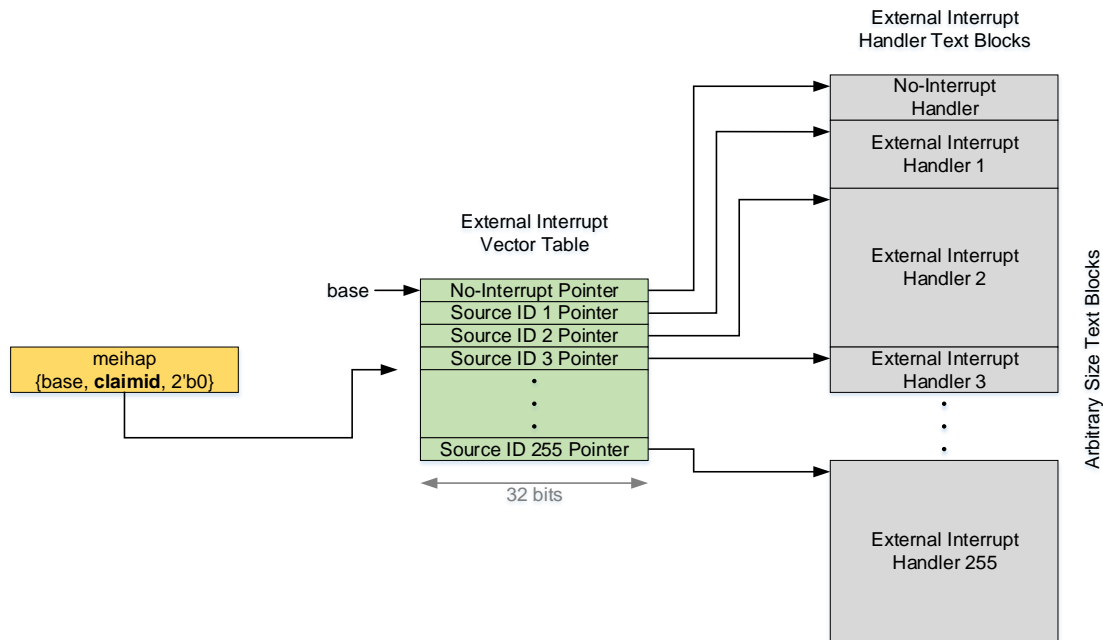 External Interrupt
Handler Text Blocks
No-Interrupt
Handler
External Interrupt
Handler 1
External Interrupt
Handler 2
External Interrupt
Handler 3
External Interrupt
Handler 255
Arbitrary Size Text Blocks
External Interrupt
Vector Table
base
No-Interrupt Pointer
Source ID 1 Pointer
Source ID 2 Pointer
Source ID 3 Pointer
Source ID 255 Pointer
32 bits
meihap
{base, claimid, 2'b0}